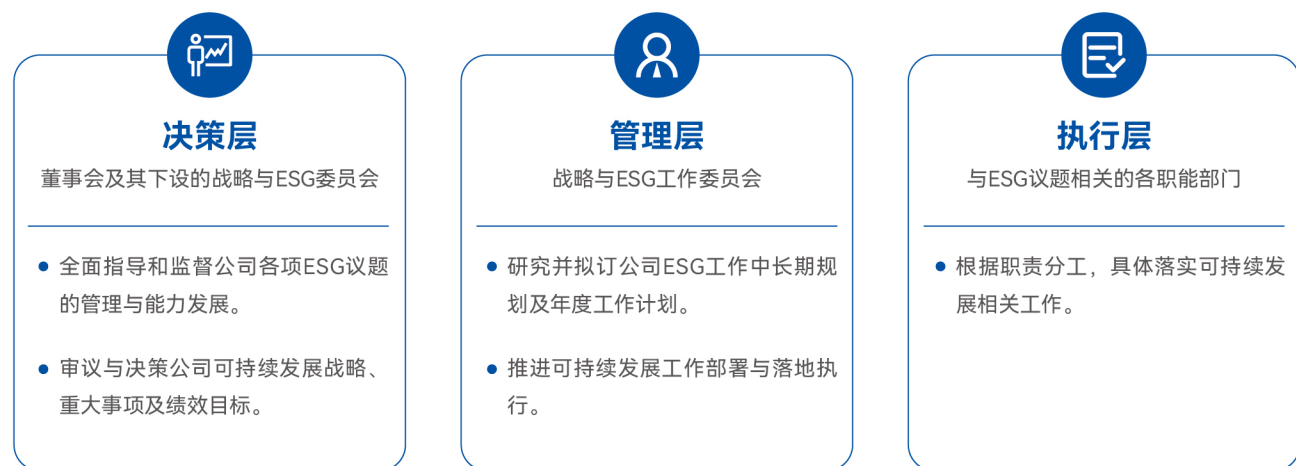 决策层
董事会及其下设的战略与ESG委员会
全面指导和监督公司各项ESG议题
的管理与能力发展。
审议与决策公司可持续发展战略、
重大事项及绩效目标。
管理层
战略与ESG工作委员会
研究并拟订公司ESG工作中长期规
划及年度工作计划。
推进可持续发展工作部署与落地执
行。
执行层
与ESG议题相关的各职能部门
根据职责分工，具体落实可持续发
展相关工作。